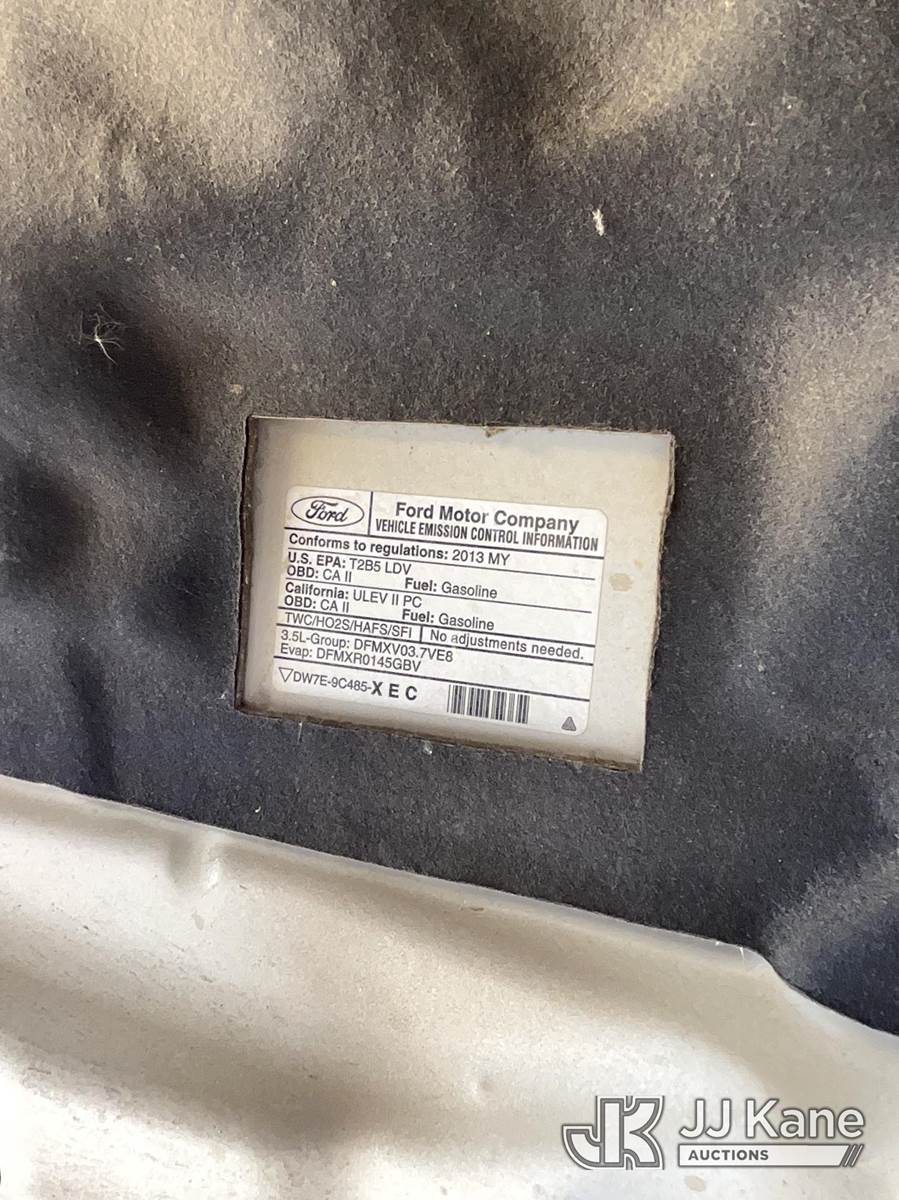 Ford
Ford Motor Company
VEHICLE EMISSION CONTROL INFORMATION
Conforms to regulations: 2013 MY
U.S. EPA: T2B5 LDV
OBD: CA II Fuel: Gasoline
California: ULEV II PC
OBD: CA II Fuel: Gasoline
TWC/HO2S/HAFS/SFI No adjustments needed.
3.5L-Group: DFMXV03.7VE8
Evap: DFMXR0145GBV
DW7E-9C485-X E C
JK JJ Kane
AUCTIONS